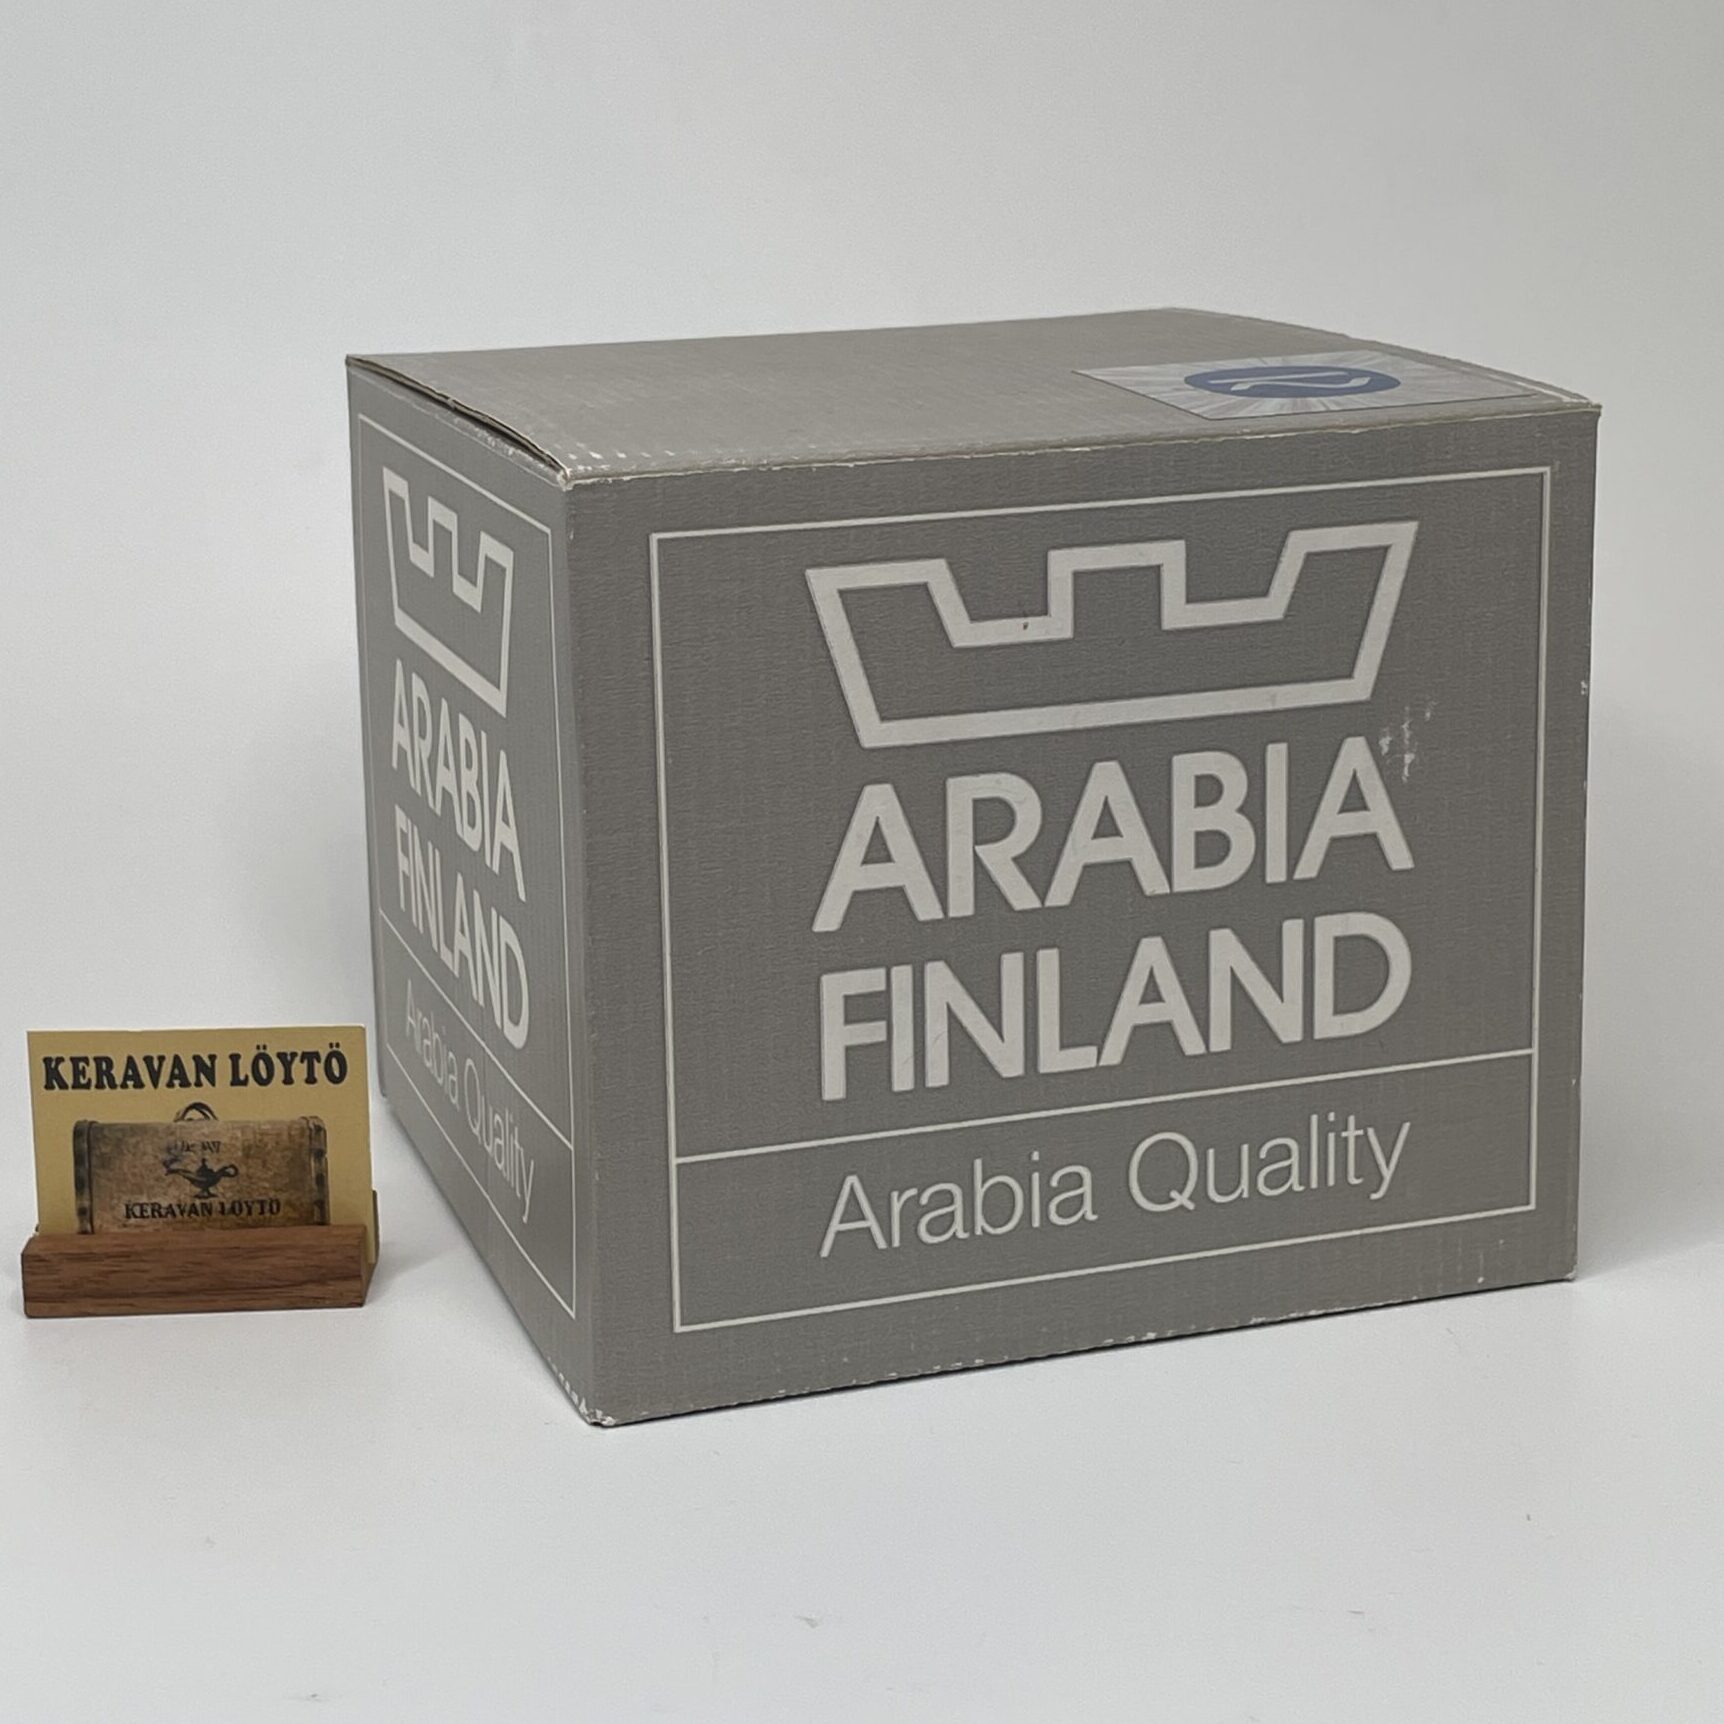 ARABIA
FINLAND
Arabia Quality
ARABIA
FINLAND
Arabia Quality
KERAVAN LÖYTÖ
KERAVAN LÖYTÖ